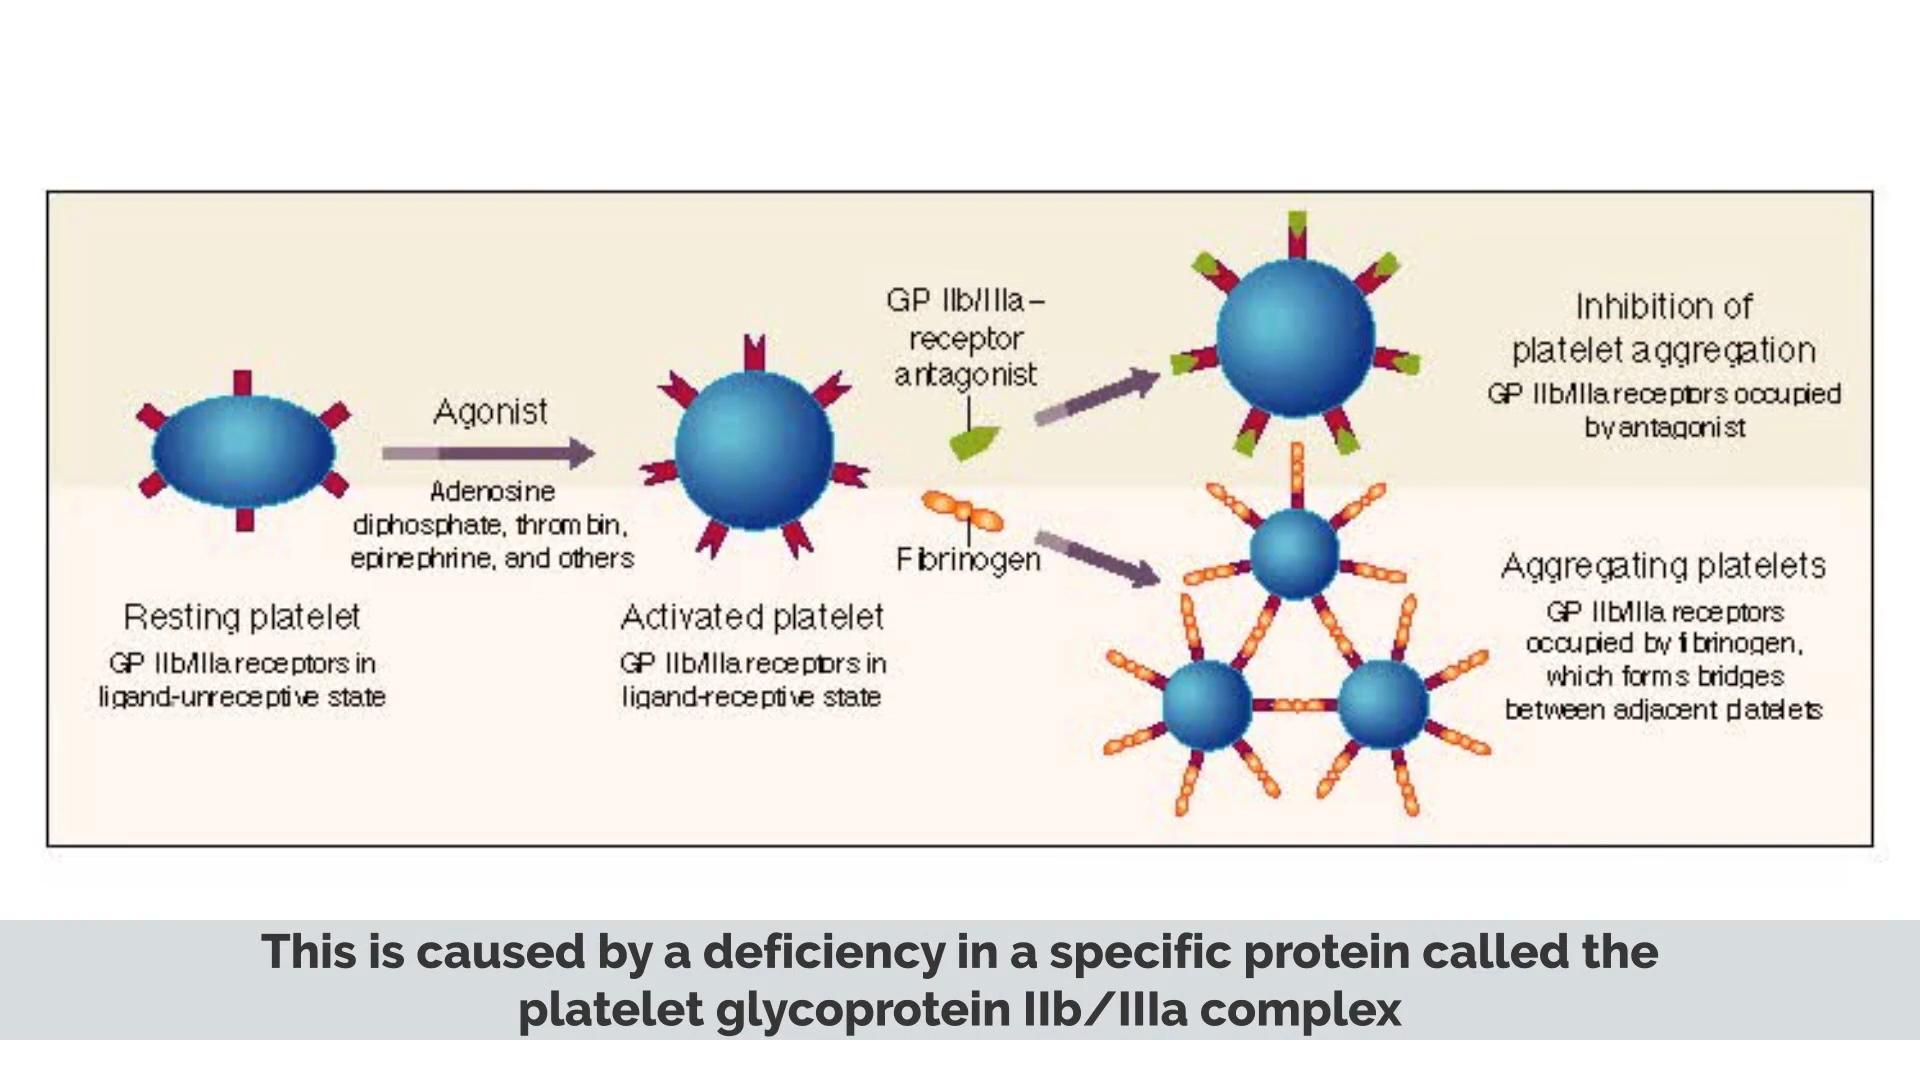 GP IIb/IIIa –
receptor
antagonist
Agonist
Adenosine
diphosphate, thrombin,
epinephrine, and others
Fibrinogen
Resting platelet
GP IIb/IIIa receptors in
ligand-unreceptive state
Activated platelet
GP IIb/IIIa receptors in
ligand-receptive state
Inhibition of
platelet aggregation
GP IIb/IIIa receptors occupied
by antagonist
Aggregating platelets
GP IIb/IIIa receptors
occupied by fibrinogen,
which forms bridges
between adjacent platelets
This is caused by a deficiency in a specific protein called the
platelet glycoprotein IIb/IIIa complex